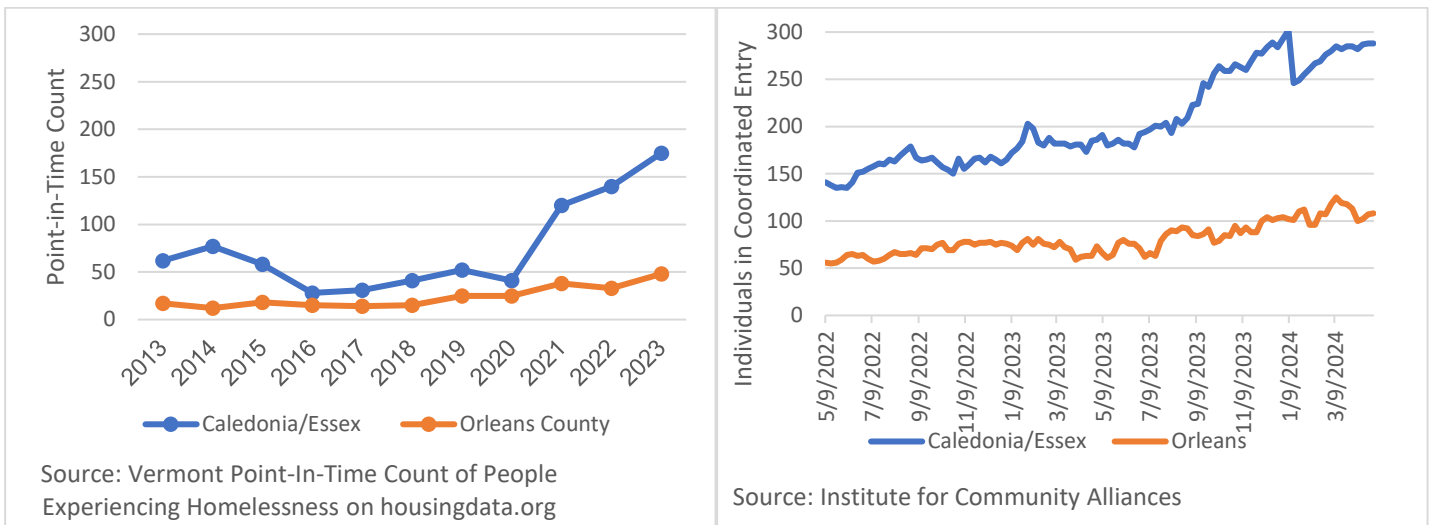 Point-in-Time Count
300
250
200
150
100
50
0
2013 2014 2015 2016 2017 2018 2019 2020 2021 2022 2023
Caledonia/Essex Orleans County
Source: Vermont Point-In-Time Count of People
Experiencing Homelessness on housingdata.org
Individuals in Coordinated Entry
300
250
200
150
100
50
0
5/9/2022 7/9/2022 9/9/2022 11/9/2022 1/9/2023 3/9/2023 5/9/2023 7/9/2023 9/9/2023 11/9/2023 1/9/2024 3/9/2024
Caledonia/Essex Orleans
Source: Institute for Community Alliances